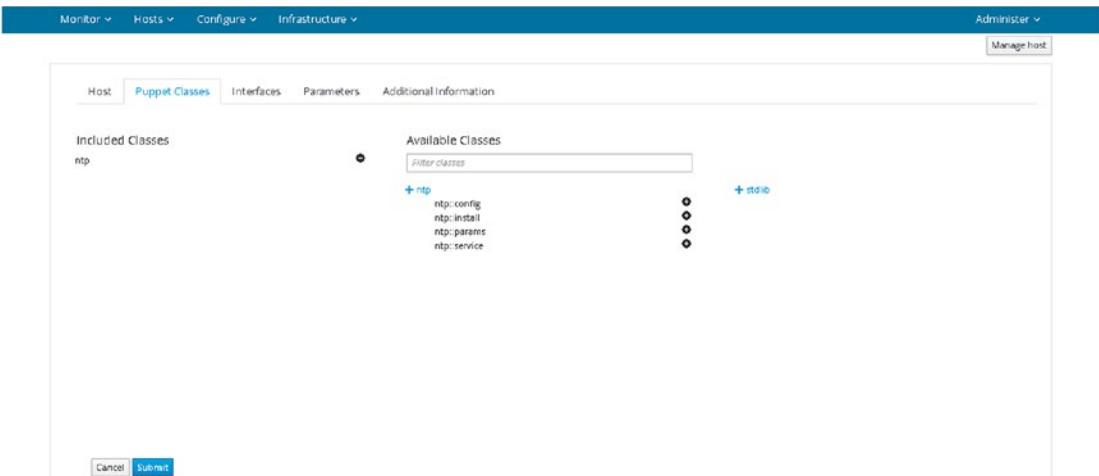 Monitor Hosts Configure Infrastructure Administer
Manage host
Host Puppet Classes Interfaces Parameters Additional Information
Included Classes
ntp
Available Classes
Filter classes
+ ntp
ntp::config
ntp::install
ntp::params
ntp::service
+ stdlib
Cancel Submit